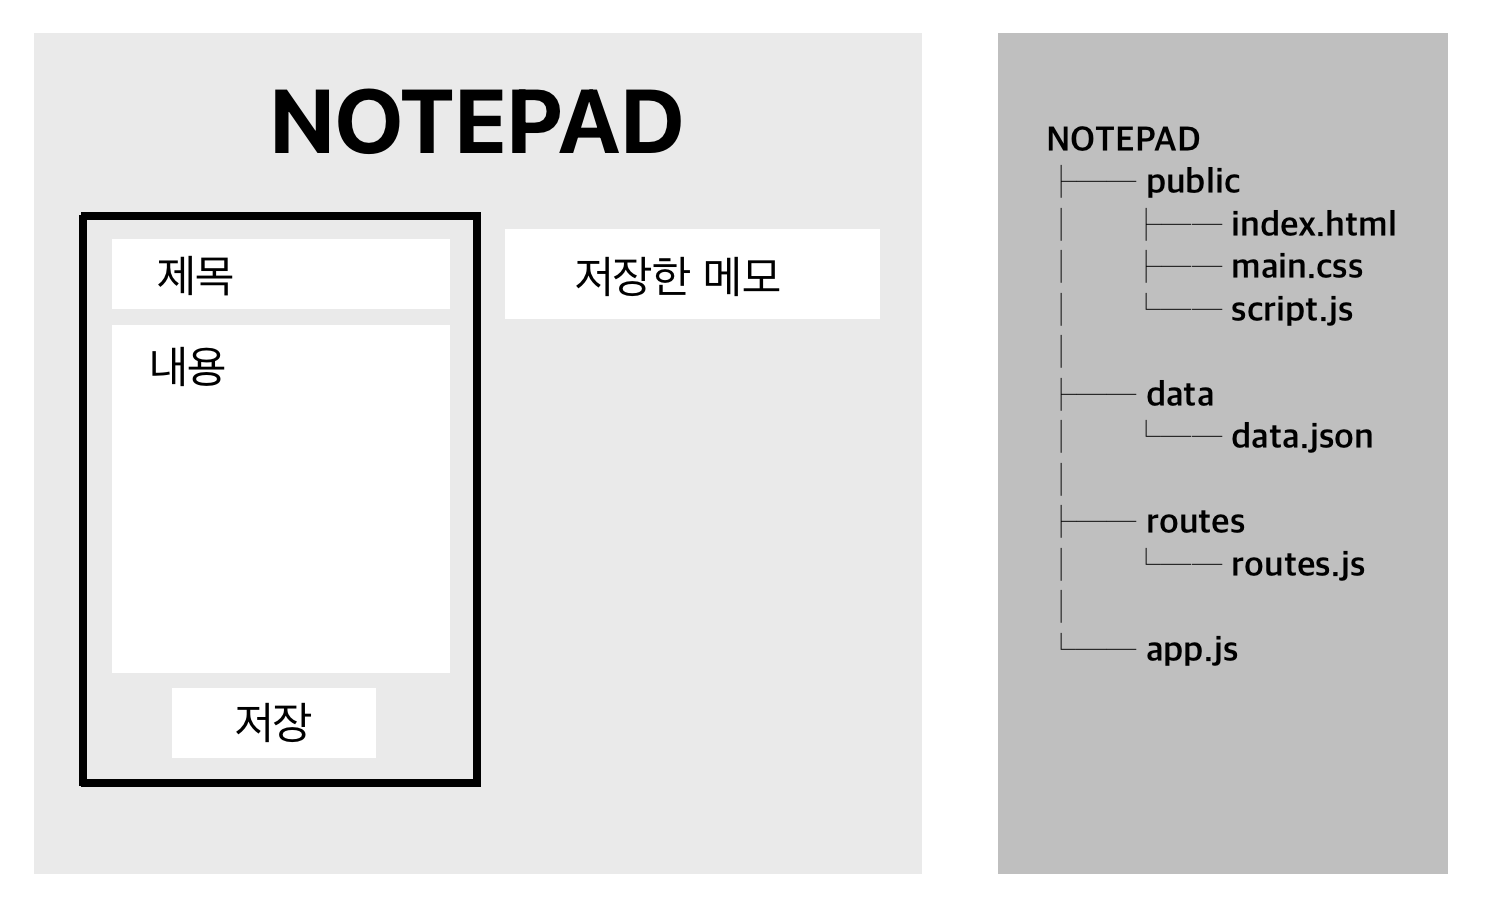 NOTEPAD
제목
내용
저장
저장한 메모
NOTEPAD
├── public
│ ├── index.html
│ ├── main.css
│ └── script.js
│
├── data
│ └── data.json
│
├── routes
│ └── routes.js
│
└── app.js